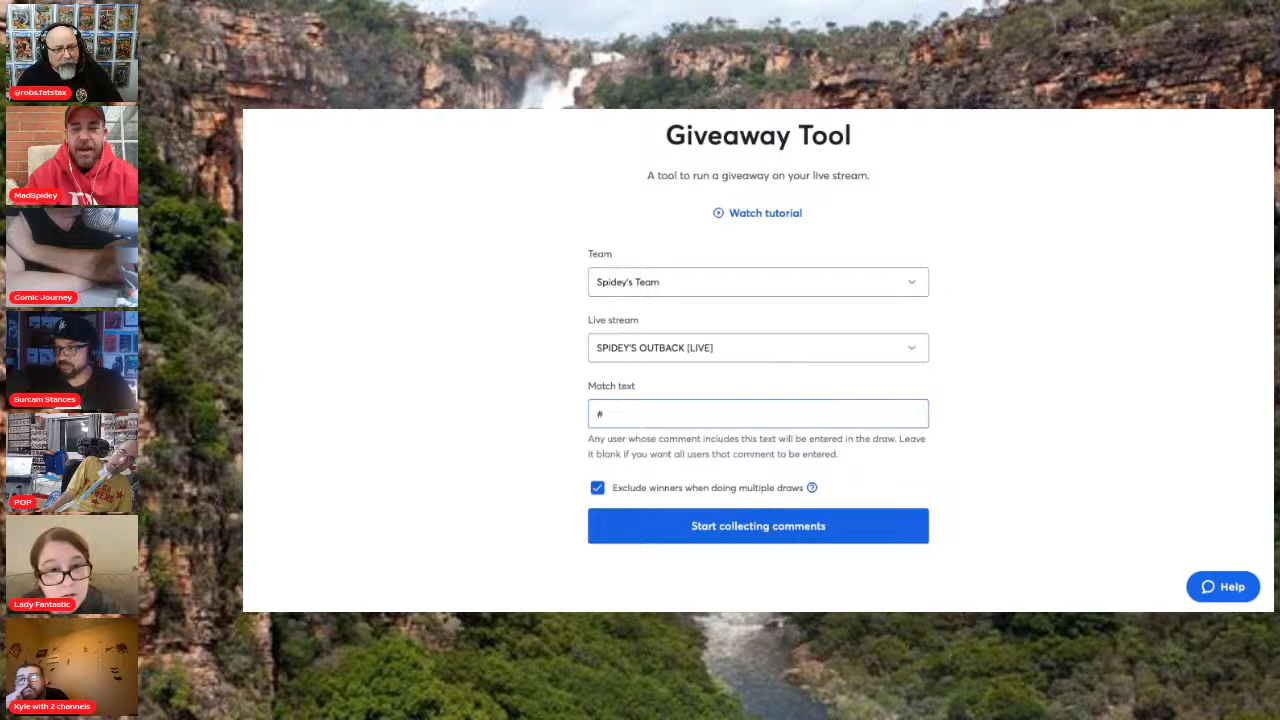 @robs.fatstax
MadSpidey
Comic Journey
Surcam Stances
POP
Lady Fantastic
Kyle with 2 channels
Giveaway Tool
A tool to run a giveaway on your live stream.
Watch tutorial
Team
Spidey's Team
Live stream
SPIDEY'S OUTBACK [LIVE]
Match text
#
Any user whose comment includes this text will be entered in the draw. Leave
it blank if you want all users that comment to be entered.
Exclude winners when doing multiple draws
Start collecting comments
Help